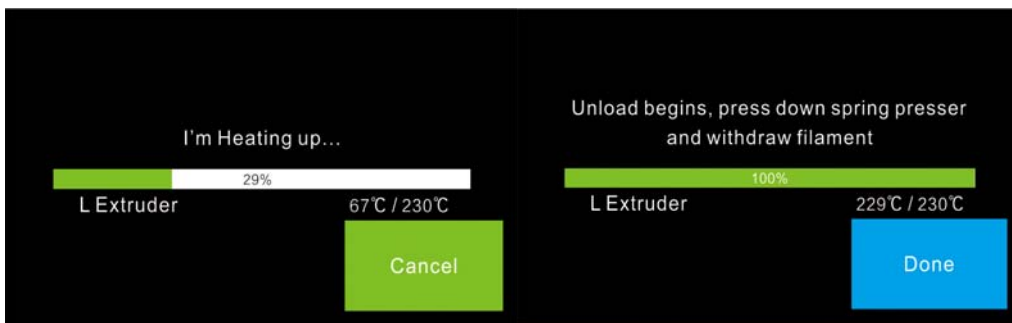 I'm Heating up...
29%
L Extruder
67℃ / 230℃
Cancel
Unload begins, press down spring presser
and withdraw filament
100%
L Extruder
229℃ / 230℃
Done